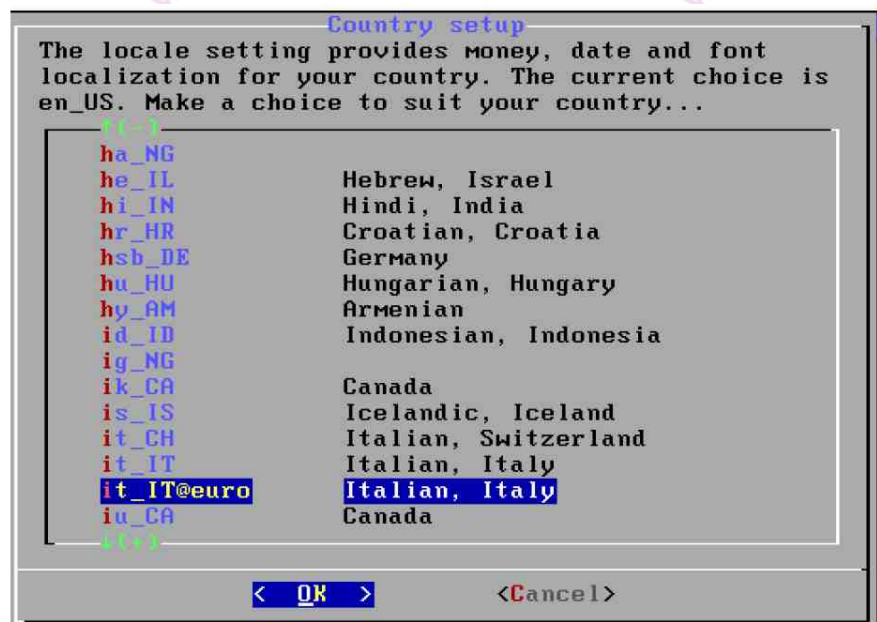 Country setup
The locale setting provides money, date and font
localization for your country. The current choice is
en_US. Make a choice to suit your country...
↑(-)
ha_NG
he_IL Hebrew, Israel
hi_IN Hindi, India
hr_HR Croatian, Croatia
hsb_DE Germany
hu_HU Hungarian, Hungary
hy_AM Armenian
id_ID Indonesian, Indonesia
ig_NG
ik_CA Canada
is_IS Icelandic, Iceland
it_CH Italian, Switzerland
it_IT Italian, Italy
it_IT@euro Italian, Italy
iu_CA Canada
↓(+)
< OK > <Cancel>